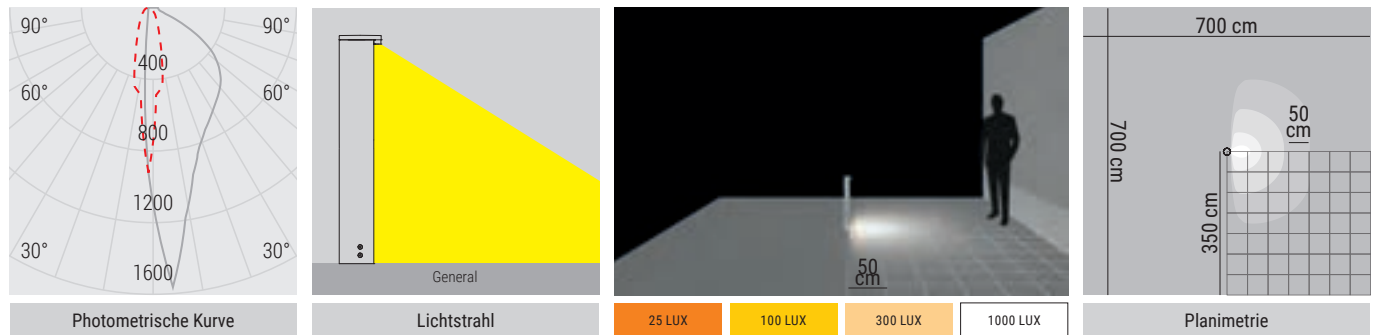 90°
90°
400
60°
60°
800
1200
30°
30°
1600
Photometrische Kurve
General
Lichtstrahl
50
cm
25 LUX
100 LUX
300 LUX
1000 LUX
700 cm
700 cm
50
cm
350 cm
Planimetrie